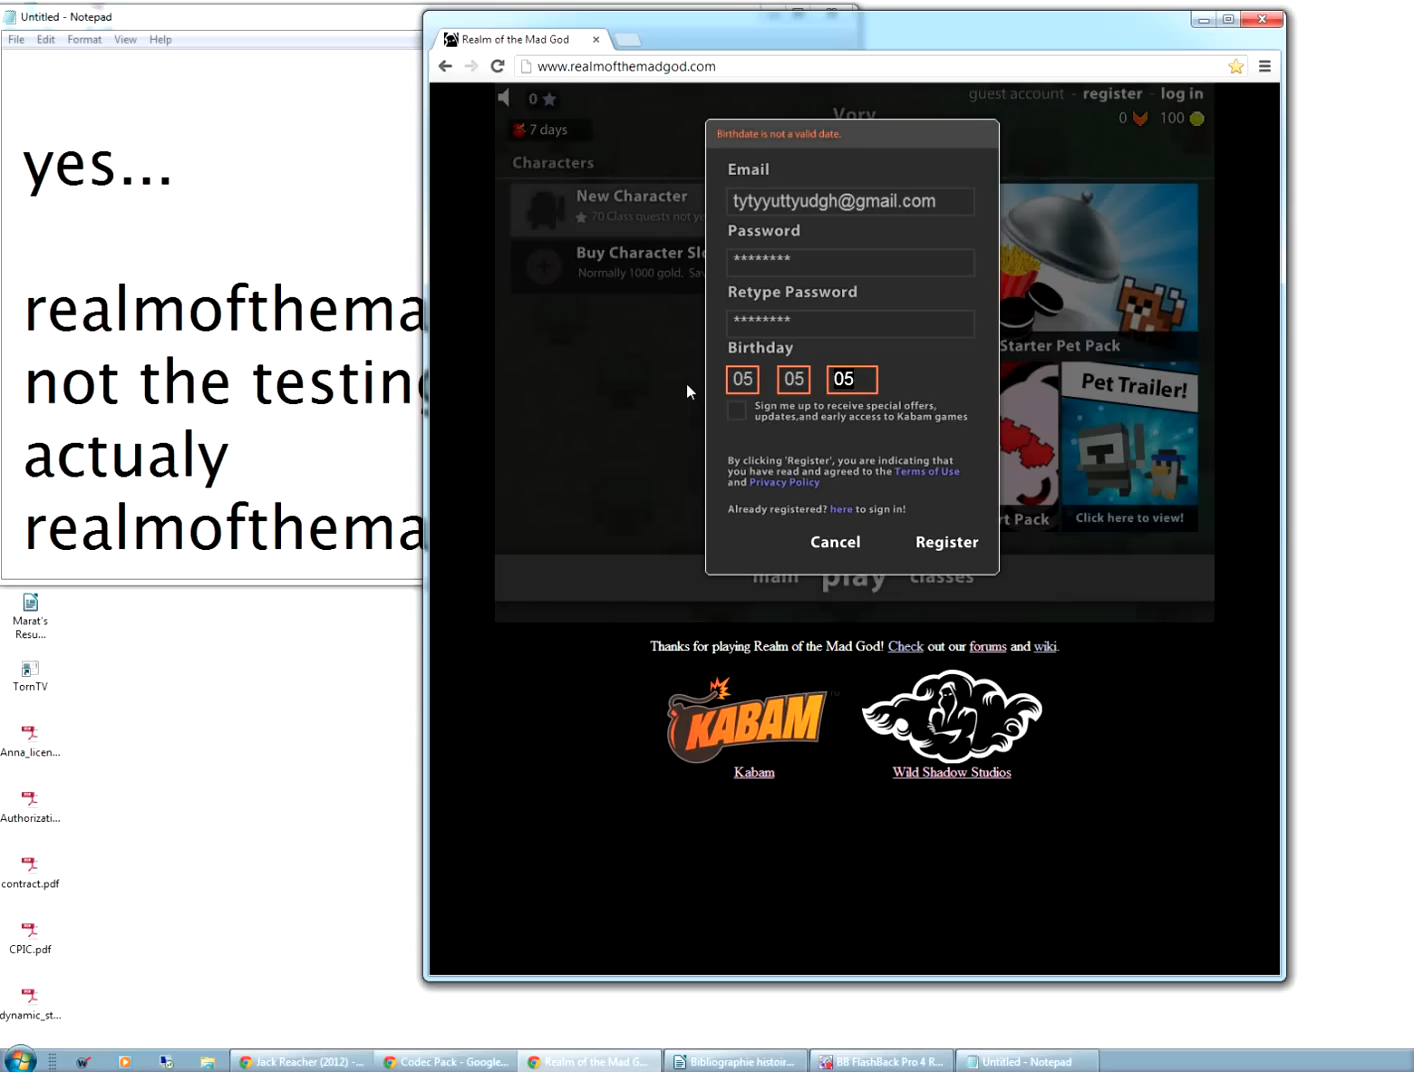 Untitled - Notepad
File Edit Format View Help
yes...
realmofthema
not the testing
actualy
realmofthema
Marat's
Resu...
TornTV
Anna_licen...
Authorizati...
contract.pdf
CPIC.pdf
dynamic_st...
Realm of the Mad God
www.realmofthemadgod.com
0
guest account - register - log in
0 100
7 days
Vory
Characters
New Character
70 Class quests not ye
Buy Character Slo
Normally 1000 gold. Sav
Birthdate is not a valid date.
Email
tytyyuttyudgh@gmail.com
Password
********
Retype Password
********
Birthday
05 05 05
Sign me up to receive special offers,
updates,and early access to Kabam games
By clicking 'Register', you are indicating that
you have read and agreed to the Terms of Use
and Privacy Policy
Already registered? here to sign in!
Cancel Register
Starter Pet Pack
Pet Trailer!
t Pack
Click here to view!
main play classes
Thanks for playing Realm of the Mad God! Check out our forums and wiki.
KABAM
Kabam
Wild Shadow Studios
Jack Reacher (2012) -...
Codec Pack - Google...
Realm of the Mad G...
Bibliographie histoir...
BB FlashBack Pro 4 R...
Untitled - Notepad